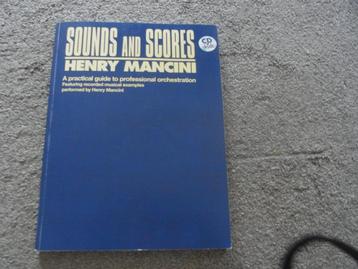 SOUNDS AND SCORES
HENRY MANCINI
A practical guide to professional orchestration
Featuring recorded musical examples
performed by Henry Mancini
CD